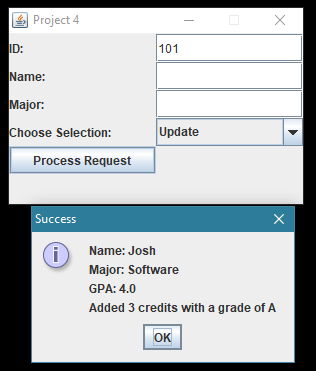 Project 4
ID: 101
Name:
Major:
Choose Selection: Update
Process Request
Success
Name: Josh
Major: Software
GPA: 4.0
Added 3 credits with a grade of A
OK